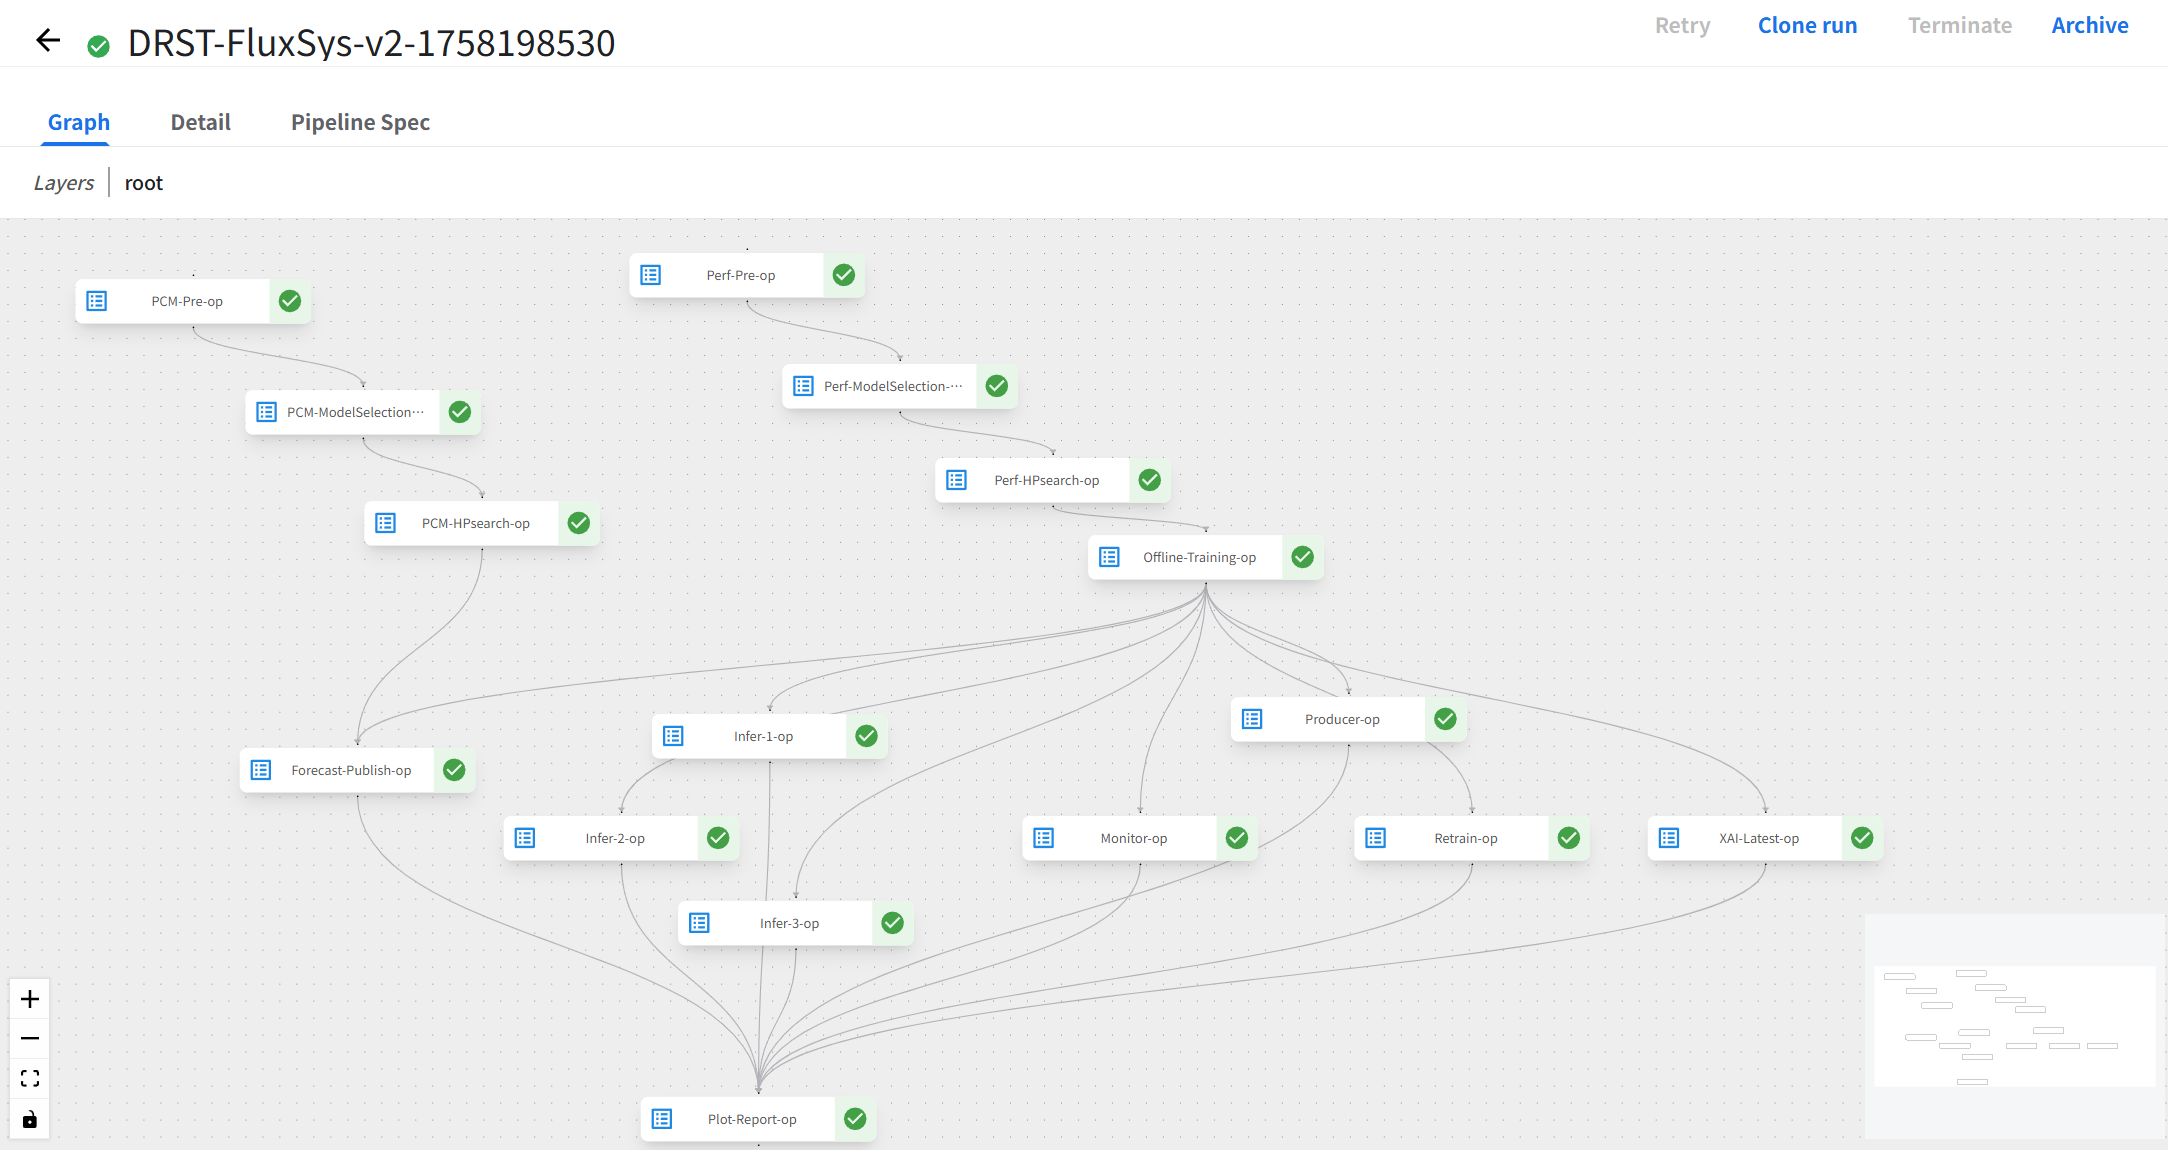 DRST-FluxSys-v2-1758198530
Retry
Clone run
Terminate
Archive
Graph
Detail
Pipeline Spec
Layers
root
Perf-Pre-op
PCM-Pre-op
Perf-ModelSelection-…
PCM-ModelSelection…
Perf-HPsearch-op
PCM-HPsearch-op
Offline-Training-op
Producer-op
Infer-1-op
Forecast-Publish-op
Infer-2-op
Monitor-op
Retrain-op
XAI-Latest-op
Infer-3-op
Plot-Report-op